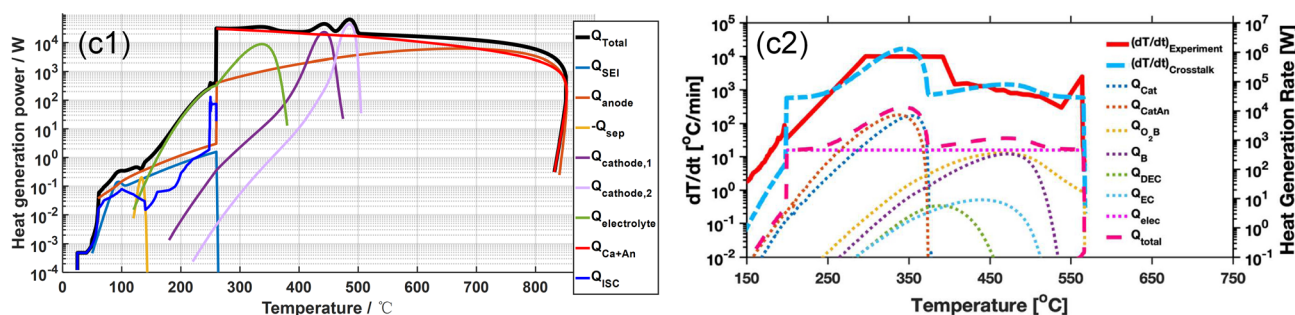 (c1)
Heat generation power / W
10^4
10^3
10^2
10^1
10^0
10^-1
10^-2
10^-3
10^-4
0 100 200 300 400 500 600 700 800
Temperature / ℃
Q_Total
Q_SEI
Q_anode
-Q_sep
Q_cathode,1
Q_cathode,2
Q_electrolyte
Q_Ca+An
Q_ISC
(c2)
dT/dt [°C/min]
10^5
10^4
10^3
10^2
10^1
10^0
10^-1
10^-2
150 250 350 450 550 650 750
Temperature [°C]
10^7
10^6
10^5
10^4
10^3
10^2
10^1
10^0
10^-1
Heat Generation Rate [W]
(dT/dt)_Experiment
(dT/dt)_Crosstalk
Q_Cat
Q_CatAn
Q_O2B
Q_B
Q_DEC
Q_EC
Q_elec
Q_total